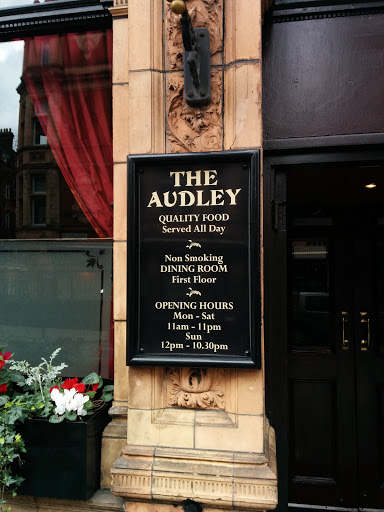 THE
AUDLEY
QUALITY FOOD
Served All Day
Non Smoking
DINING ROOM
First Floor
OPENING HOURS
Mon - Sat
11am - 11pm
Sun
12pm - 10.30pm